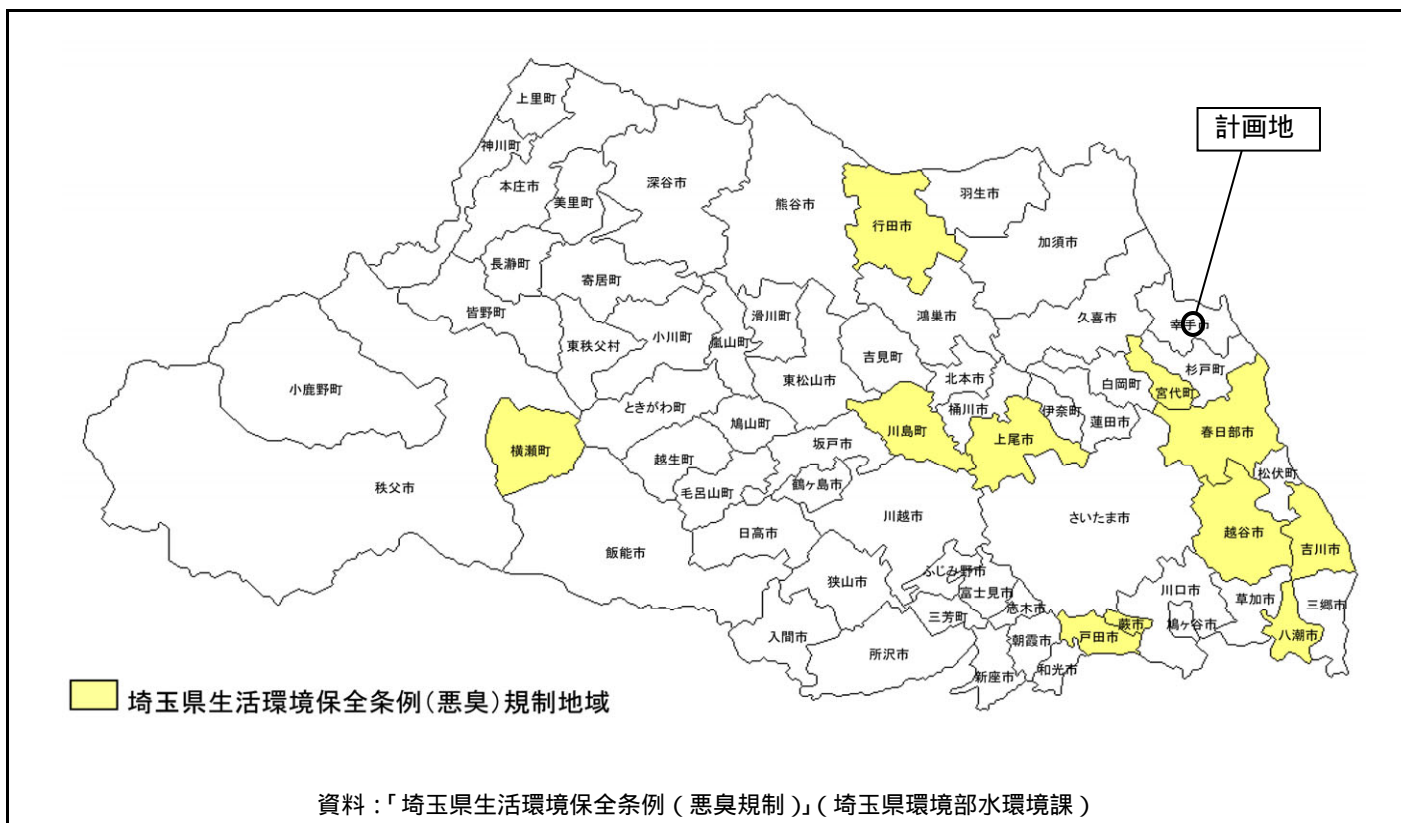 計画地
上里町
神川町
本庄市
美里町
深谷市
熊谷市
行田市
羽生市
加須市
長瀞町
寄居町
皆野町
東秩父村
小川町
嵐山町
滑川町
吉見町
鴻巣市
久喜市
幸手市
杉戸町
小鹿野町
東松山市
北本市
白岡町
宮代町
ときがわ町
鳩山町
川島町
桶川市
上尾市
伊奈町
蓮田市
春日部市
横瀬町
秩父市
越生町
坂戸市
松伏町
毛呂山町
鶴ヶ島市
川越市
さいたま市
越谷市
吉川市
飯能市
日高市
狭山市
ふじみ野市
富士見市
志木市
川口市
草加市
三郷市
入間市
三芳町
朝霞市
戸田市
蕨市
鳩ヶ谷市
八潮市
所沢市
新座市
和光市
埼玉県生活環境保全条例(悪臭)規制地域
資料：「埼玉県生活環境保全条例（悪臭規制）」（埼玉県環境部水環境課）